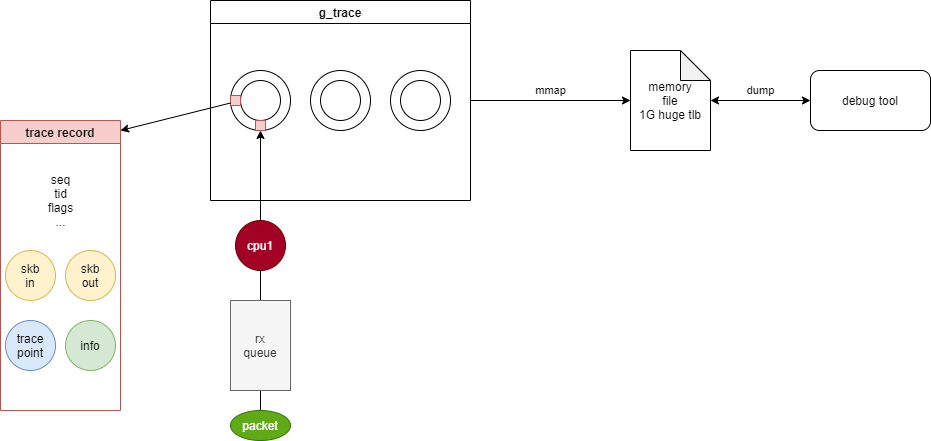 g_trace
trace record
seq
tid
flags
...
skb
in
skb
out
trace
point
info
cpu1
rx
queue
packet
mmap
memory
file
1G huge tlb
dump
debug tool